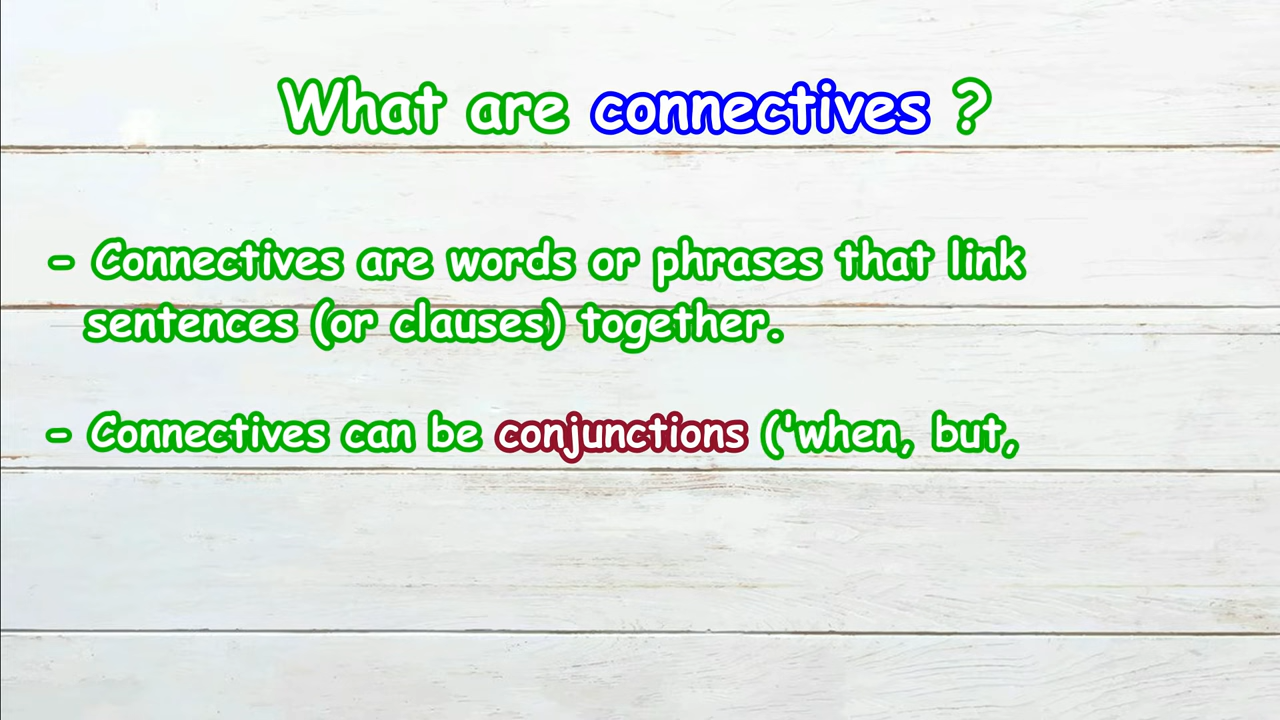 What are connectives ?
- Connectives are words or phrases that link
sentences (or clauses) together.
- Connectives can be conjunctions ('when, but,